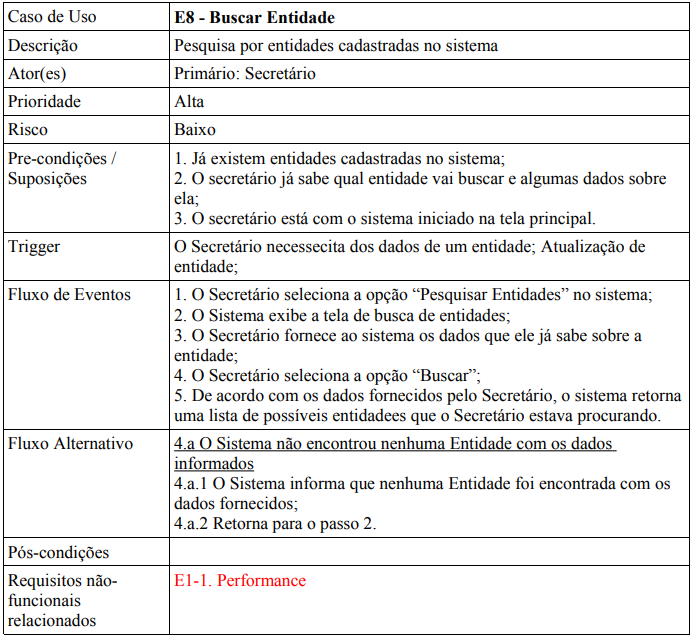 Caso de Uso
E8 - Buscar Entidade
Descrição
Pesquisa por entidades cadastradas no sistema
Ator(es)
Primário: Secretário
Prioridade
Alta
Risco
Baixo
Pre-condições /
Suposições
1. Já existem entidades cadastradas no sistema;
2. O secretário já sabe qual entidade vai buscar e algumas dados sobre
ela;
3. O secretário está com o sistema iniciado na tela principal.
Trigger
O Secretário necessecita dos dados de um entidade; Atualização de
entidade;
Fluxo de Eventos
1. O Secretário seleciona a opção “Pesquisar Entidades” no sistema;
2. O Sistema exibe a tela de busca de entidades;
3. O Secretário fornece ao sistema os dados que ele já sabe sobre a
entidade;
4. O Secretário seleciona a opção “Buscar”;
5. De acordo com os dados fornecidos pelo Secretário, o sistema retorna
uma lista de possíveis entidadees que o Secretário estava procurando.
Fluxo Alternativo
4.a O Sistema não encontrou nenhuma Entidade com os dados
informados
4.a.1 O Sistema informa que nenhuma Entidade foi encontrada com os
dados fornecidos;
4.a.2 Retorna para o passo 2.
Pós-condições
Requisitos não-
funcionais
relacionados
E1-1. Performance